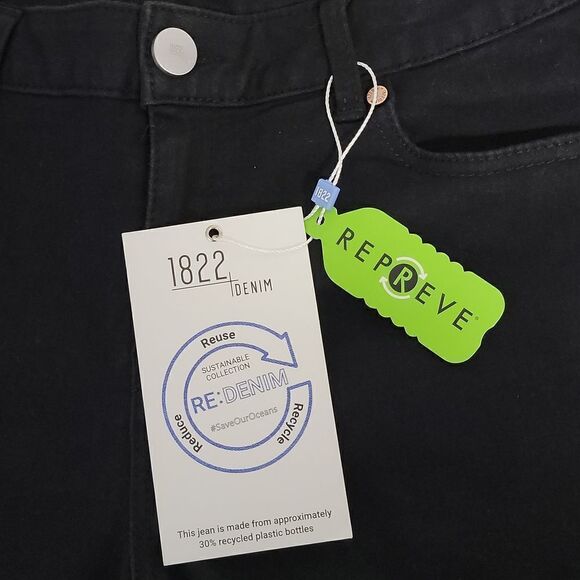 1822
1822
REPREVE®
1822
DENIM
Reuse
SUSTAINABLE
COLLECTION
RE:DENIM
#SaveOurOceans
Reduce
Recycle
This jean is made from approximately
30% recycled plastic bottles